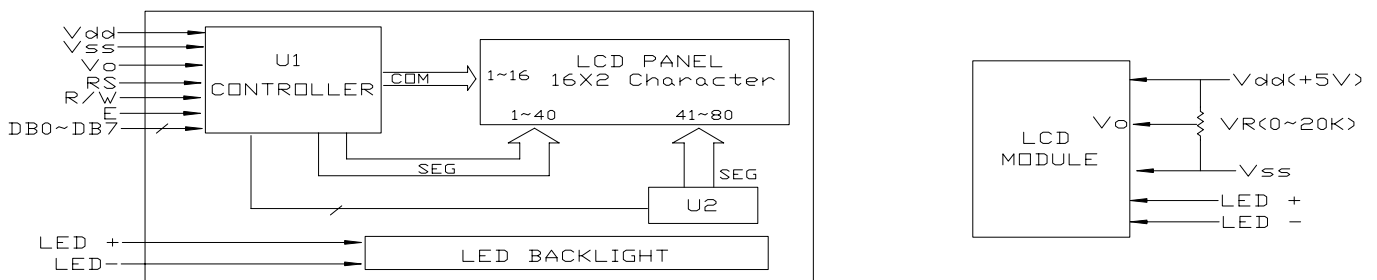 Vdd
Vss
Vo
RS
R/W
E
DB0~DB7
U1
CONTROLLER
COM
LCD PANEL
1~16 16X2 Character
1~40 41~80
SEG
SEG
U2
LED +
LED-
LED BACKLIGHT
LCD
MODULE
Vdd(+5V)
Vo
VR(0~20K)
Vss
LED +
LED -